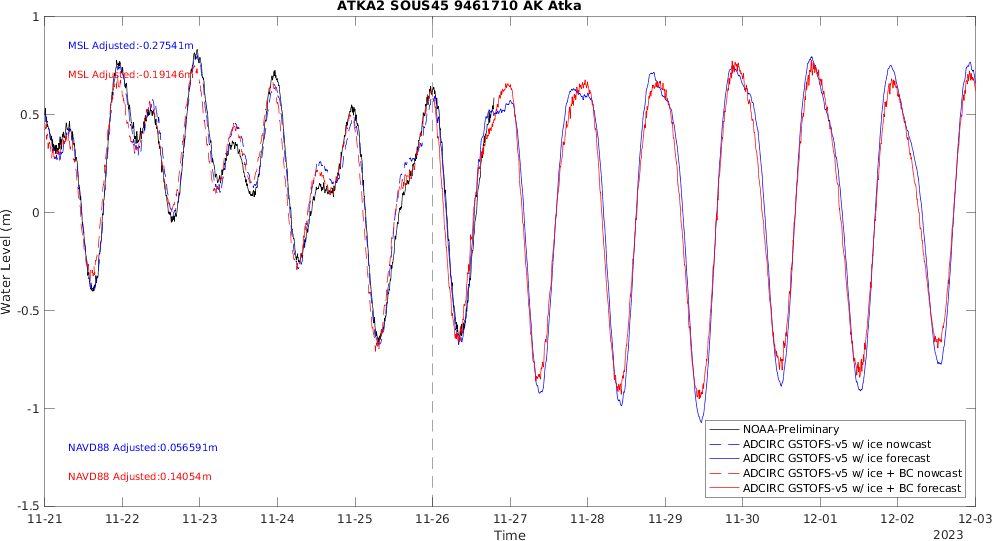 ATKA2 SOUS45 9461710 AK Atka
MSL Adjusted:-0.27541m
MSL Adjusted:-0.19146m
NAVD88 Adjusted:0.056591m
NAVD88 Adjusted:0.14054m
Water Level (m)
1
0.5
0
-0.5
-1
-1.5
NOAA-Preliminary
ADCIRC GSTOFS-v5 w/ ice nowcast
ADCIRC GSTOFS-v5 w/ ice forecast
ADCIRC GSTOFS-v5 w/ ice + BC nowcast
ADCIRC GSTOFS-v5 w/ ice + BC forecast
11-21 11-22 11-23 11-24 11-25 11-26 11-27 11-28 11-29 11-30 12-01 12-02 12-03
Time
2023